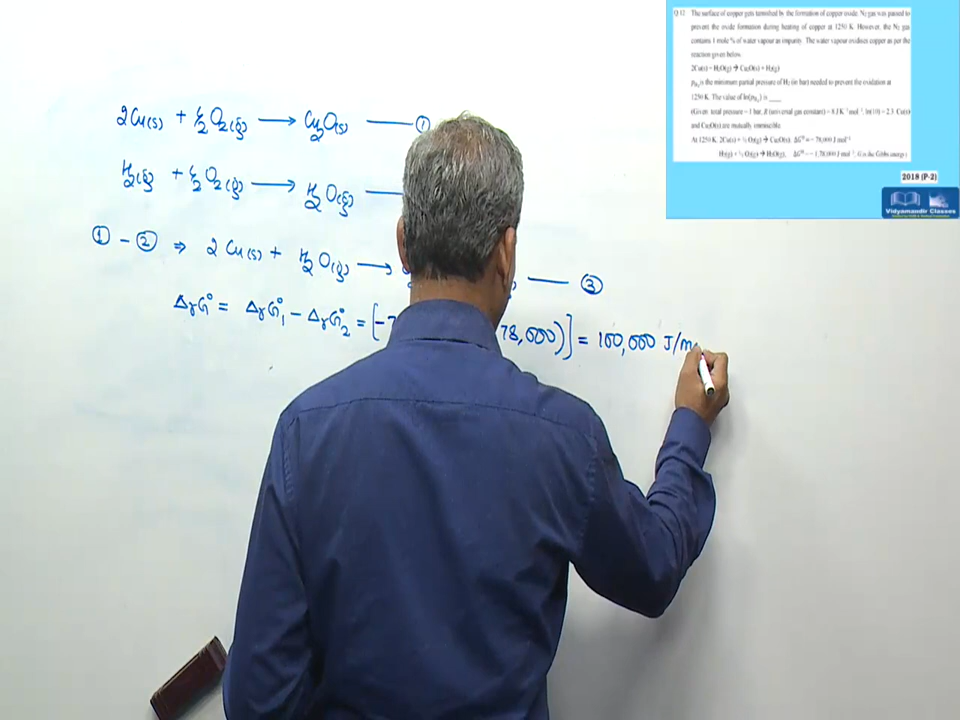 Q.12. The surface of copper gets tarnished by the formation of copper oxide. N₂ gas was passed to
prevent the oxide formation during heating of copper at 1250 K. However, the N₂ gas
contains 1 mole % of water vapour as impurity. The water vapour oxidises copper as per the
reaction given below.
2Cu(s) + H₂O(g) → Cu₂O(s) + H₂(g)
p_H₂ is the minimum partial pressure of H₂ (in bar) needed to prevent the oxidation at
1250 K. The value of ln(p_H₂) is ____
(Given: total pressure = 1 bar, R (universal gas constant) = 8 J K⁻¹ mol⁻¹, ln(10) = 2.3. Cu(s)
and Cu₂O(s) are mutually immiscible.
At 1250 K: 2Cu(s) + ½ O₂(g) → Cu₂O(s); ΔG⁰ = − 78,000 J mol⁻¹
H₂(g) + ½ O₂(g) → H₂O(g); ΔG⁰ = − 1,78,000 J mol⁻¹; G is the Gibbs energy)
2018 (P-2)
Vidyamandir Classes
2Cu(s) + ½ O₂(g) → Cu₂O(s) — ①
H₂(g) + ½ O₂(g) → H₂O(g) —
① − ② ⇒ 2Cu(s) + H₂O(g) → — ③
ΔrG° = ΔrG°₁ − ΔrG°₂ = [−7 78,000)] = 100,000 J/m